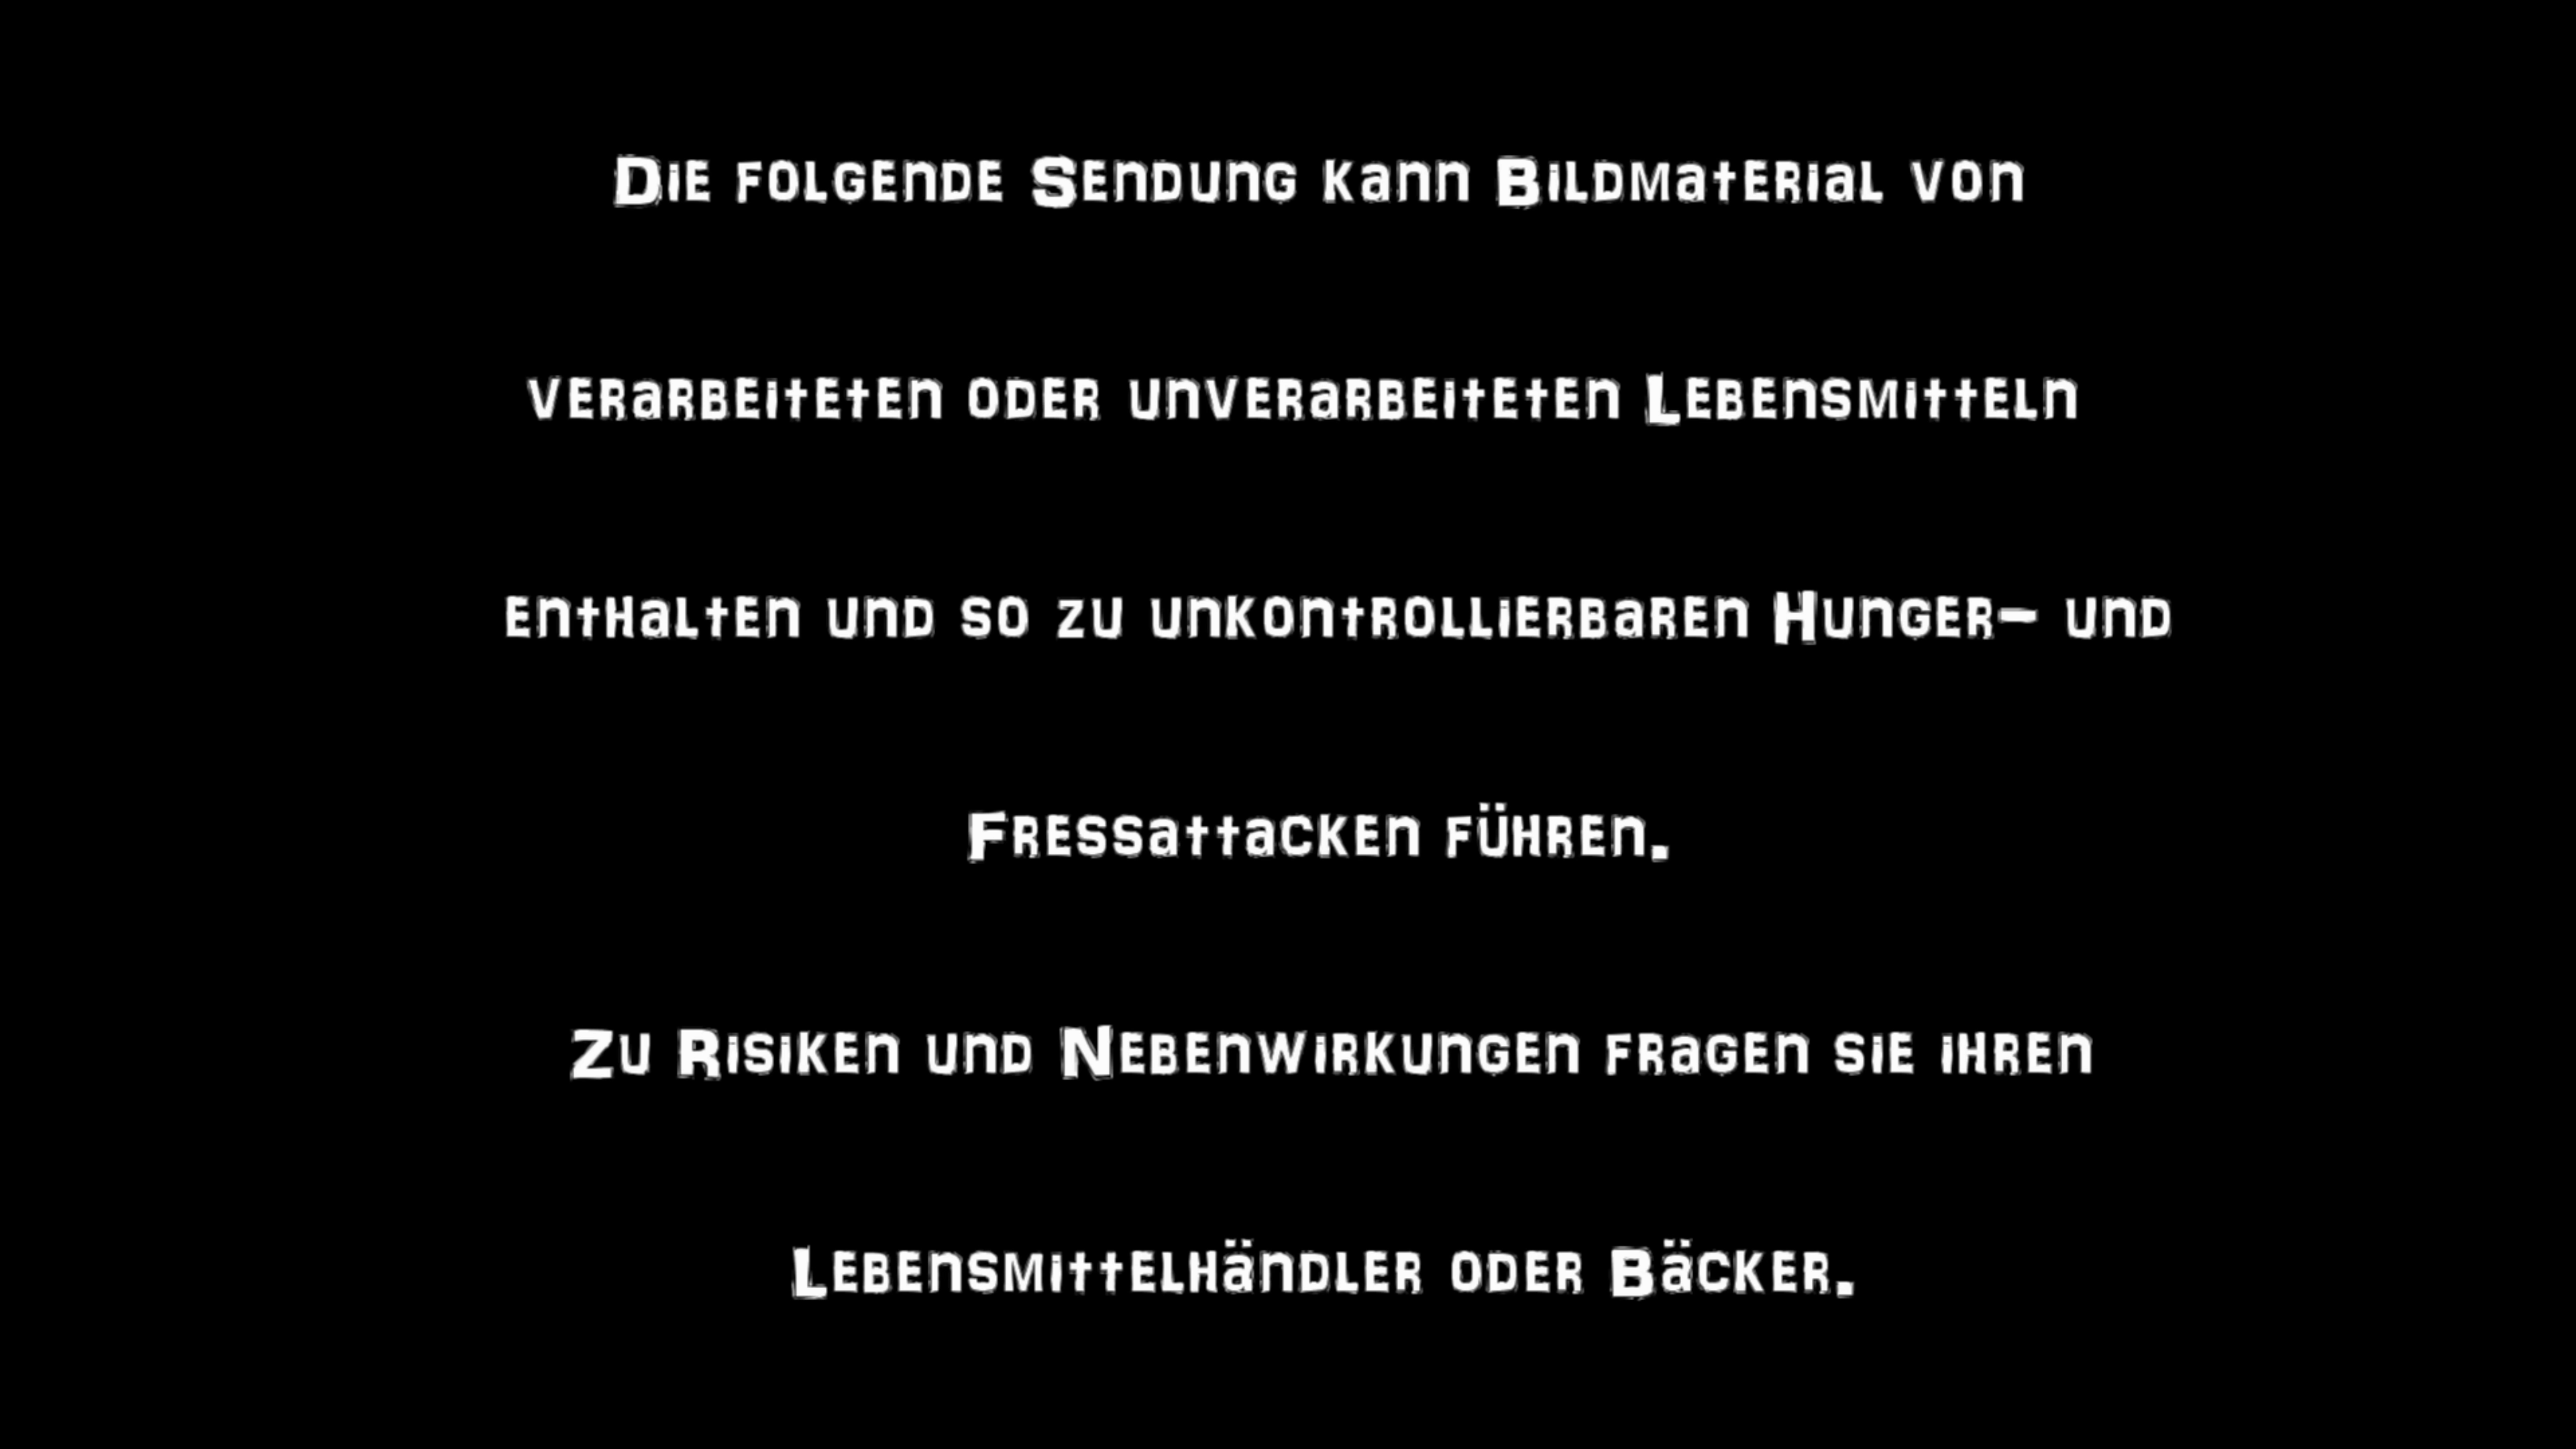 Die folgende Sendung kann Bildmaterial von
verarbeiteten oder unverarbeiteten Lebensmitteln
enthalten und so zu unkontrollierbaren Hunger- und
Fressattacken führen.
Zu Risiken und Nebenwirkungen fragen sie ihren
Lebensmittelhändler oder Bäcker.